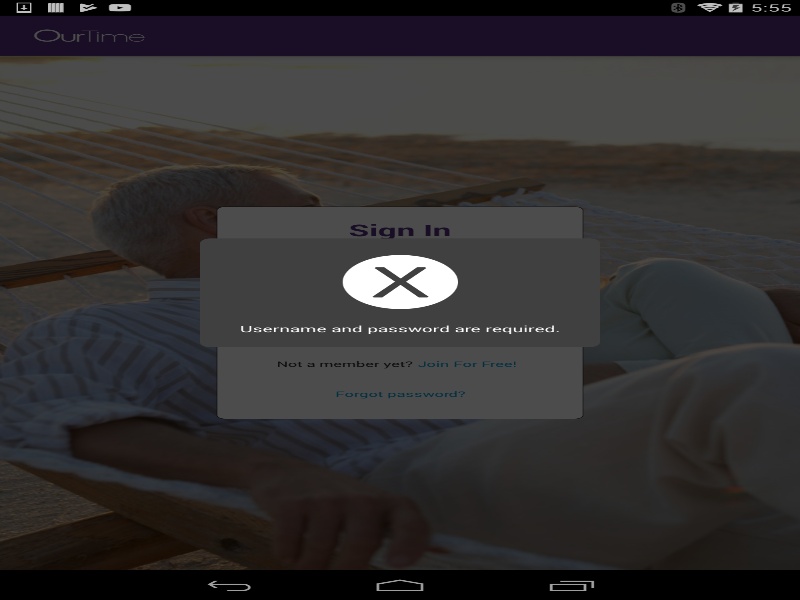 5:55
OurTime
Sign In
Username and password are required.
Not a member yet? Join For Free!
Forgot password?